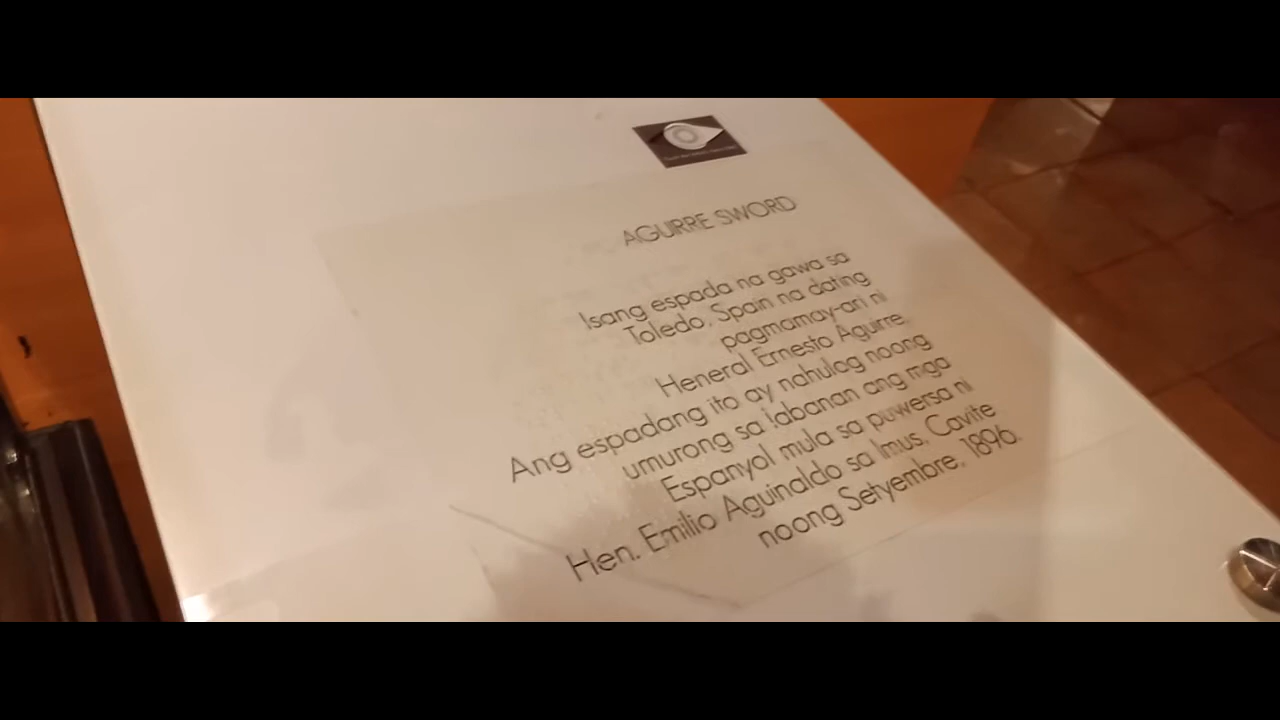 AGUIRRE SWORD
Isang espada na gawa sa
Toledo, Spain na dating
pagmamay-ari ni
Heneral Ernesto Aguirre.
Ang espadang ito ay nahulog noong
umurong sa labanan ang mga
Espanyol mula sa puwersa ni
Hen. Emilio Aguinaldo sa Imus, Cavite
noong Setyembre, 1896.